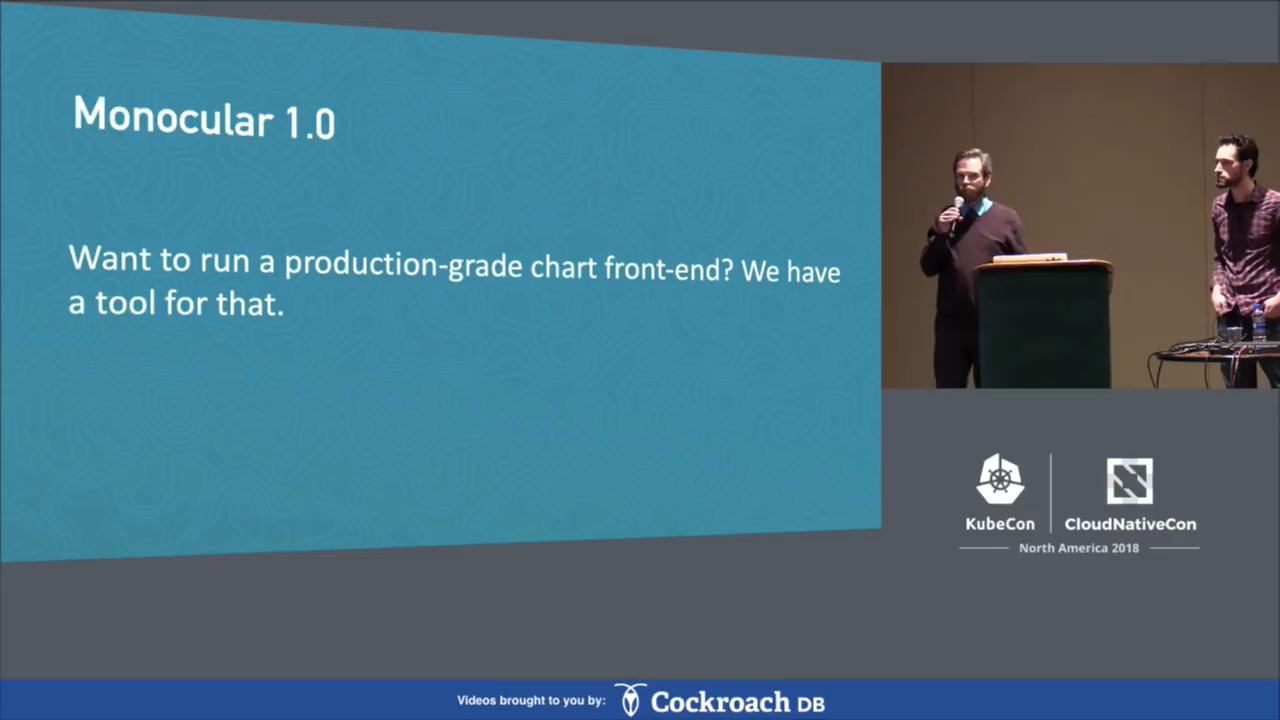 Monocular 1.0
Want to run a production-grade chart front-end? We have
a tool for that.
KubeCon
CloudNativeCon
North America 2018
Videos brought to you by:
Cockroach DB